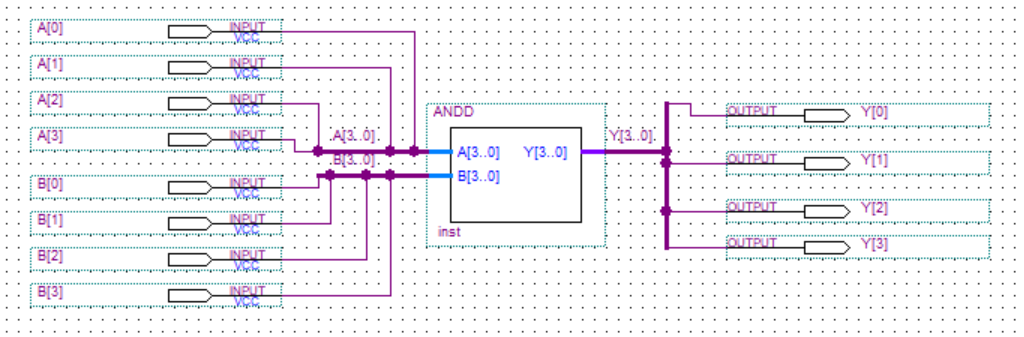 A[0] INPUT
VCC
A[1] INPUT
VCC
A[2] INPUT
VCC
A[3] INPUT
VCC
B[0] INPUT
VCC
B[1] INPUT
VCC
B[2] INPUT
VCC
B[3] INPUT
VCC
A[3..0]
B[3..0]
ANDD
A[3..0] Y[3..0]
B[3..0]
inst
Y[3..0]
OUTPUT Y[0]
OUTPUT Y[1]
OUTPUT Y[2]
OUTPUT Y[3]